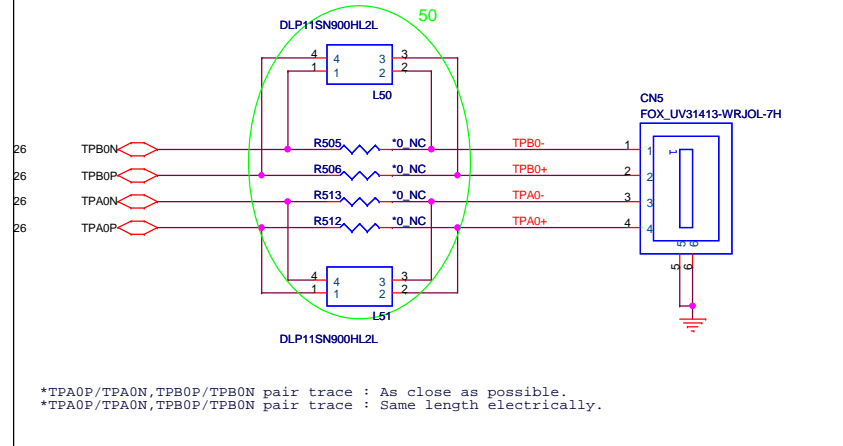 50
DLP11SN900HL2L
4 4 3 3
1 1 2 2
L50
CN5
FOX_UV31413-WRJOL-7H
26 TPB0N R505 *0_NC TPB0- 1 1 1
26 TPB0P R506 *0_NC TPB0+ 2 2
26 TPA0N R513 *0_NC TPA0- 3 3
26 TPA0P R512 *0_NC TPA0+ 4 4
5 6
5 6
4 4 3 3
1 1 2 2
L51
DLP11SN900HL2L
*TPA0P/TPA0N,TPB0P/TPB0N pair trace : As close as possible.
*TPA0P/TPA0N,TPB0P/TPB0N pair trace : Same length electrically.